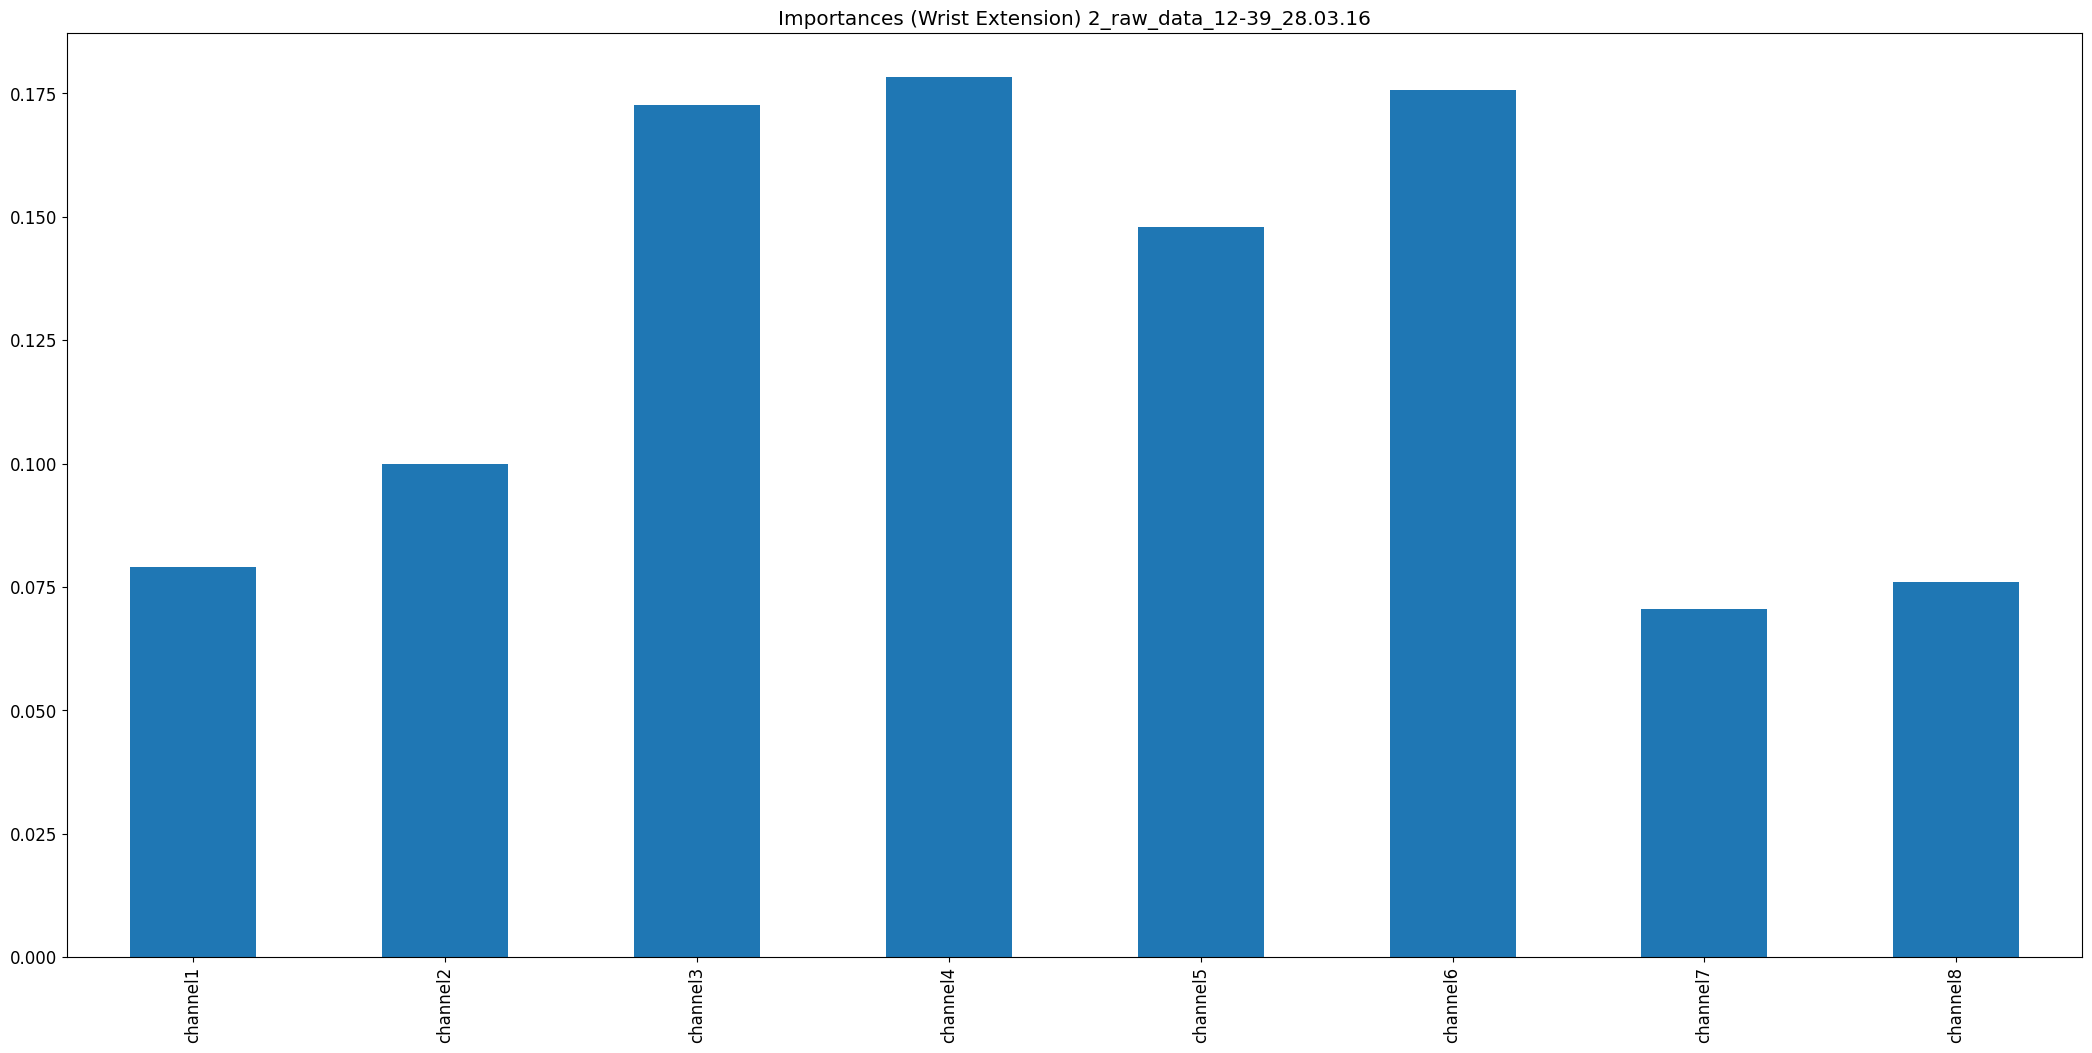 Importances (Wrist Extension) 2_raw_data_12-39_28.03.16
0.175
0.150
0.125
0.100
0.075
0.050
0.025
0.000
channel1
channel2
channel3
channel4
channel5
channel6
channel7
channel8